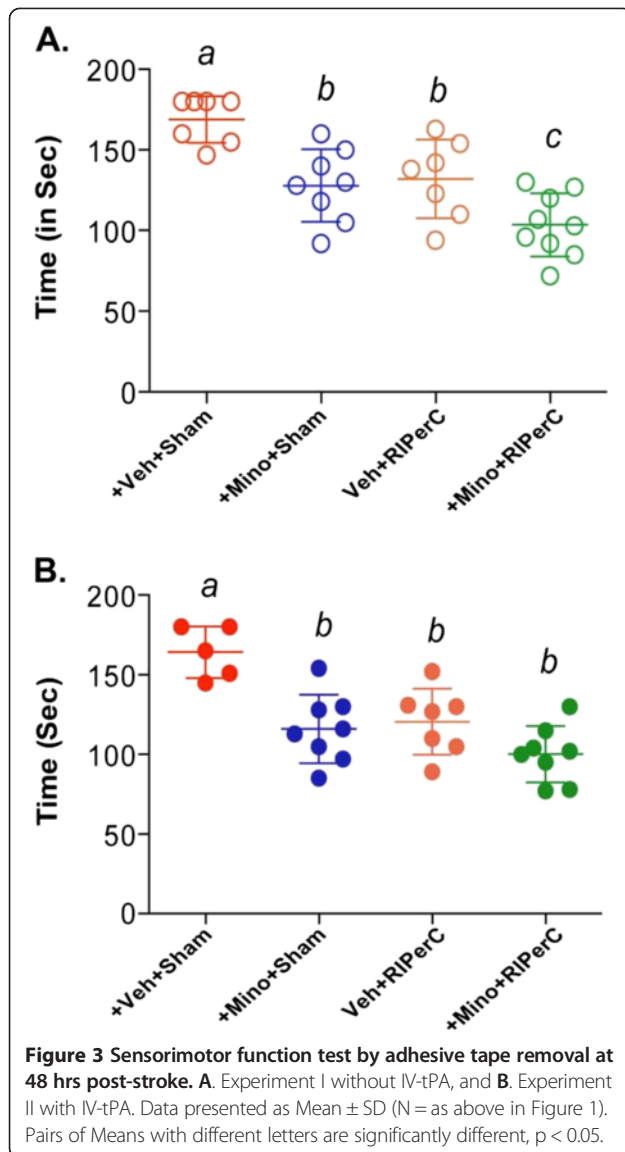 A.
200
150
100
50
0
Time (in Sec)
a
b
b
c
+Veh+Sham
+Mino+Sham
Veh+RIPerC
+Mino+RIPerC
B.
200
150
100
50
0
Time (Sec)
a
b
b
b
+Veh+Sham
+Mino+Sham
Veh+RIPerC
+Mino+RIPerC
Figure 3 Sensorimotor function test by adhesive tape removal at
48 hrs post-stroke. A. Experiment I without IV-tPA, and B. Experiment
II with IV-tPA. Data presented as Mean ± SD (N = as above in Figure 1).
Pairs of Means with different letters are significantly different, p < 0.05.